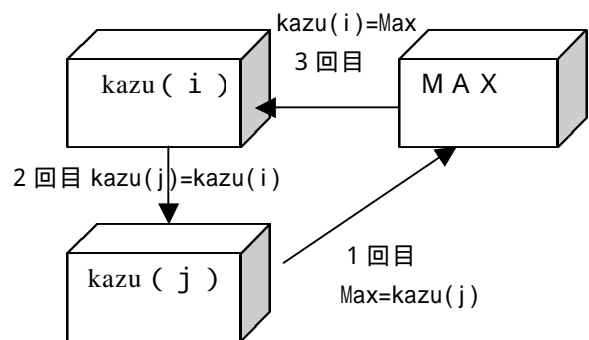 kazu(i)=Max
3回目
kazu( i )
MAX
2回目 kazu(j)=kazu(i)
kazu( j )
1回目
Max=kazu(j)